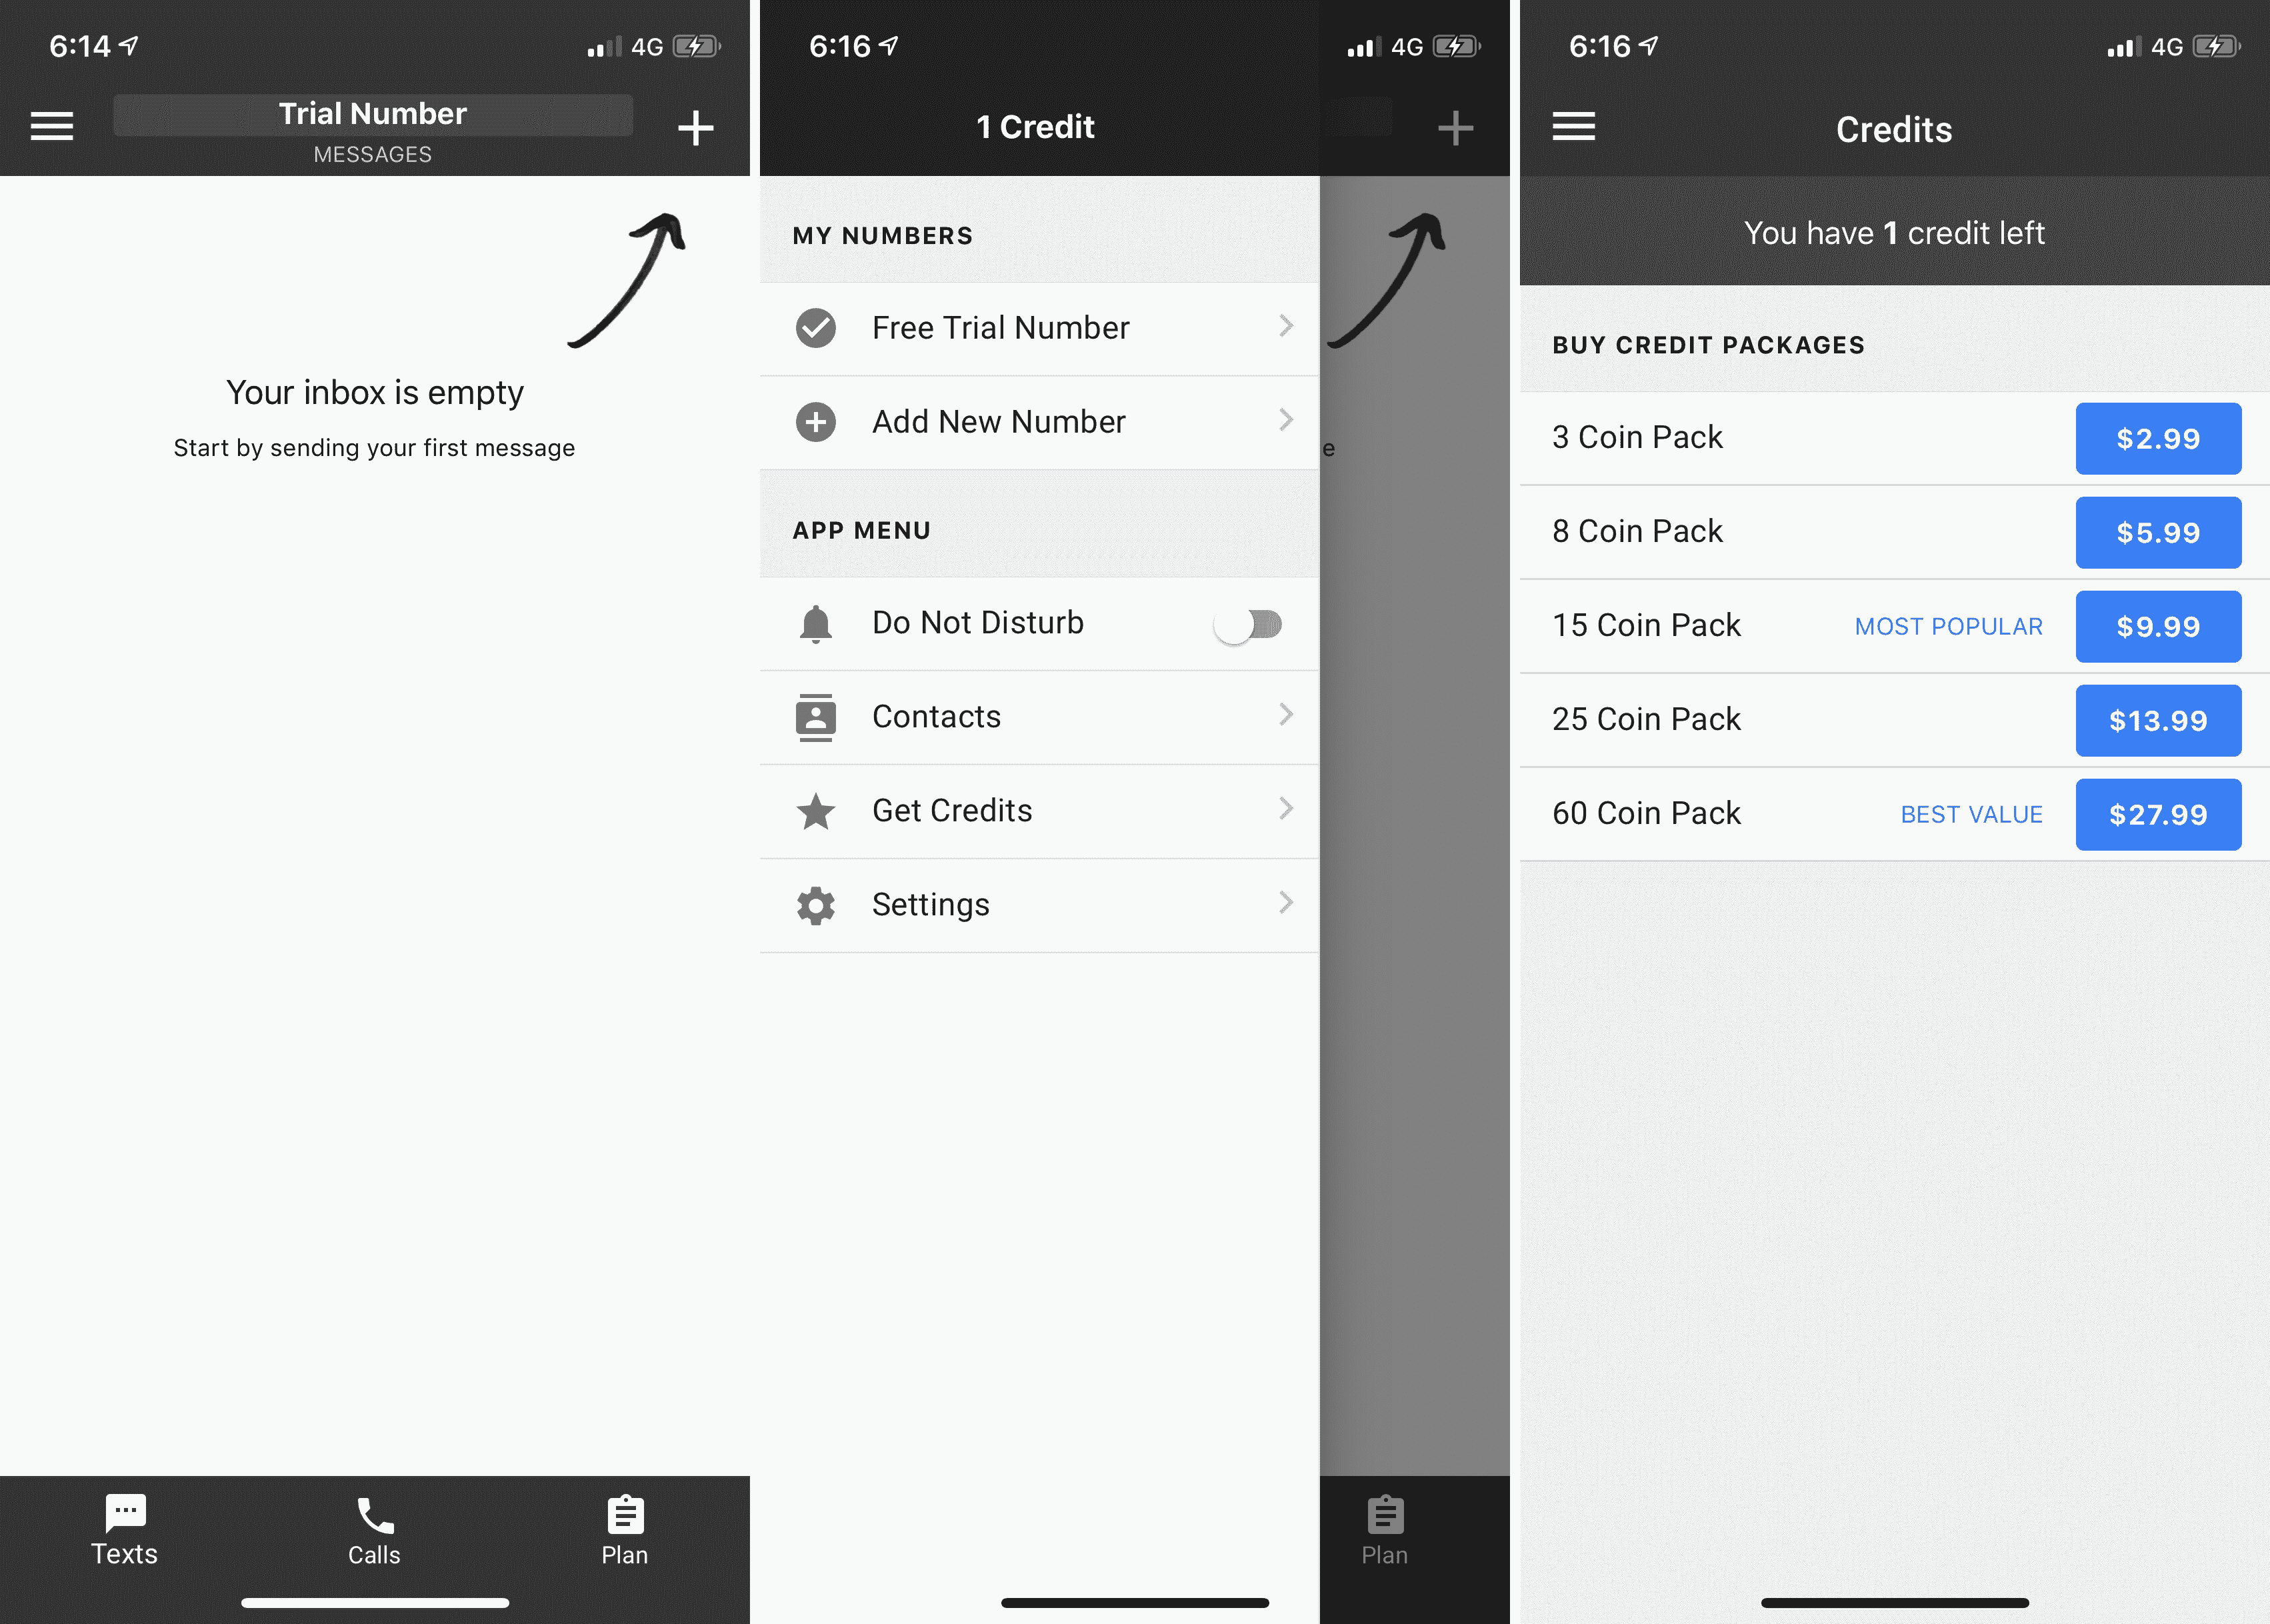 6:14
4G
Trial Number
MESSAGES
Your inbox is empty
Start by sending your first message
Texts
Calls
Plan
6:16
4G
1 Credit
MY NUMBERS
Free Trial Number
Add New Number
e
APP MENU
Do Not Disturb
Contacts
Get Credits
Settings
Plan
6:16
4G
Credits
You have 1 credit left
BUY CREDIT PACKAGES
3 Coin Pack $2.99
8 Coin Pack $5.99
15 Coin Pack MOST POPULAR $9.99
25 Coin Pack $13.99
60 Coin Pack BEST VALUE $27.99